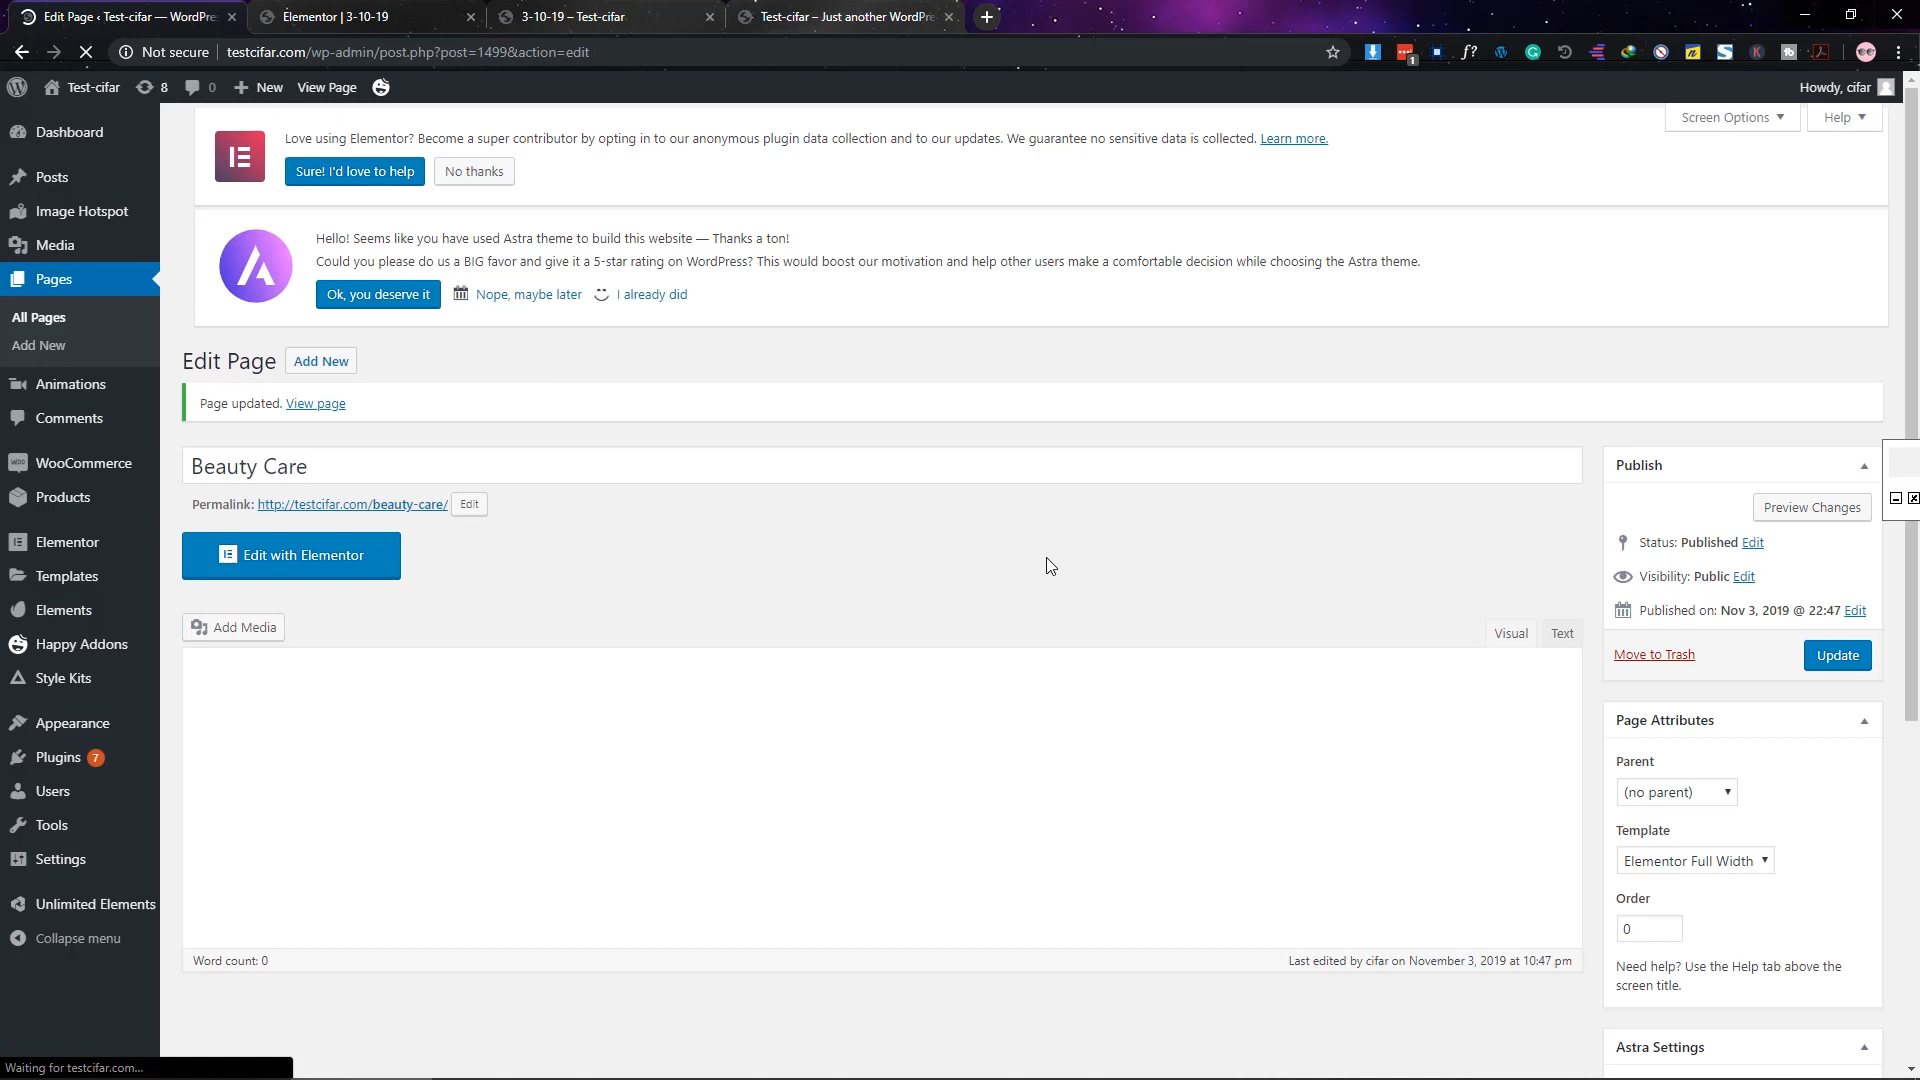 Edit Page ‹ Test-cifar — WordPre
Elementor | 3-10-19
3-10-19 – Test-cifar
Test-cifar – Just another WordPre
Not secure
testcifar.com/wp-admin/post.php?post=1499&action=edit
Test-cifar
8
0
New
View Page
Howdy, cifar
Dashboard
Posts
Image Hotspot
Media
Pages
All Pages
Add New
Animations
Comments
WooCommerce
Products
Elementor
Templates
Elements
Happy Addons
Style Kits
Appearance
Plugins 7
Users
Tools
Settings
Unlimited Elements
Collapse menu
Screen Options
Help
Love using Elementor? Become a super contributor by opting in to our anonymous plugin data collection and to our updates. We guarantee no sensitive data is collected. Learn more.
Sure! I'd love to help
No thanks
Hello! Seems like you have used Astra theme to build this website — Thanks a ton!
Could you please do us a BIG favor and give it a 5-star rating on WordPress? This would boost our motivation and help other users make a comfortable decision while choosing the Astra theme.
Ok, you deserve it
Nope, maybe later
I already did
Edit Page
Add New
Page updated. View page
Beauty Care
Permalink: http://testcifar.com/beauty-care/
Edit
Edit with Elementor
Add Media
Visual
Text
Word count: 0
Last edited by cifar on November 3, 2019 at 10:47 pm
Publish
Preview Changes
Status: Published Edit
Visibility: Public Edit
Published on: Nov 3, 2019 @ 22:47 Edit
Move to Trash
Update
Page Attributes
Parent
(no parent)
Template
Elementor Full Width
Order
0
Need help? Use the Help tab above the
screen title.
Astra Settings
Waiting for testcifar.com...